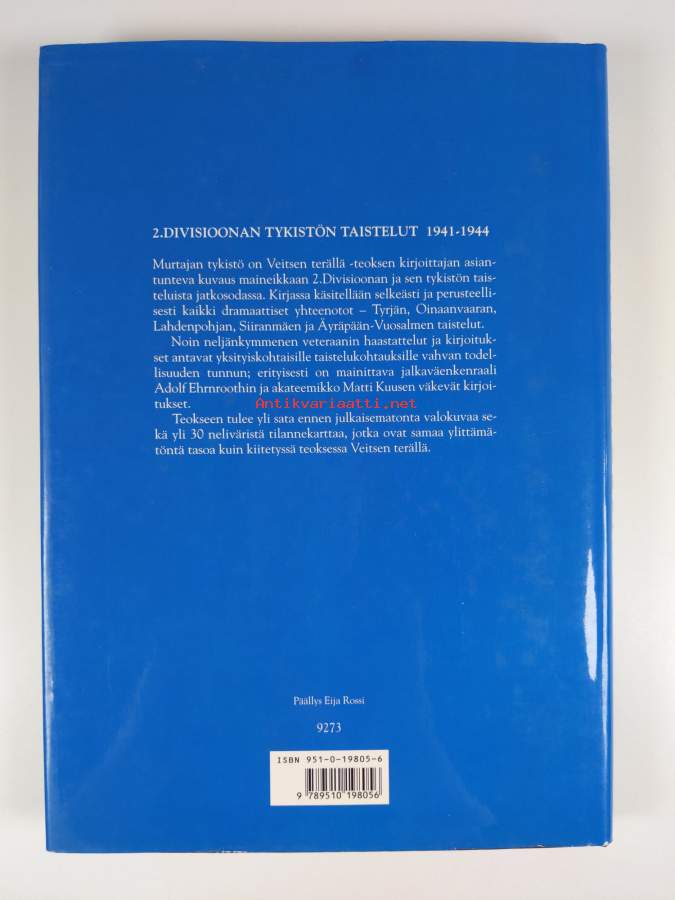 2.DIVISIOONAN TYKISTÖN TAISTELUT 1941-1944
Murtajan tykistö on Veitsen terällä -teoksen kirjoittajan asian-
tunteva kuvaus maineikkaan 2.Divisioonan ja sen tykistön tais-
teluista jatkosodassa. Kirjassa käsitellään selkeästi ja perusteelli-
sesti kaikki dramaattiset yhteenotot – Tyrjän, Oinaanvaaran,
Lahdenpohjan, Siiranmäen ja Äyräpään-Vuosalmen taistelut.
Noin neljänkymmenen veteraanin haastattelut ja kirjoituk-
set antavat yksityiskohtaisille taistelukohtauksille vahvan todel-
lisuuden tunnun; erityisesti on mainittava jalkaväenkenraali
Adolf Ehrnroothin ja akateemikko Matti Kuusen väkevät kirjoi-
tukset.
Antikvariaatti.net
Teokseen tulee yli sata ennen julkaisematonta valokuvaa se-
kä yli 30 neliväristä tilannekarttaa, jotka ovat samaa ylittämä-
töntä tasoa kuin kiitetyssä teoksessa Veitsen terällä.
Päällys Eija Rossi
9273
ISBN 951-0-19805-6
9 789510 198056